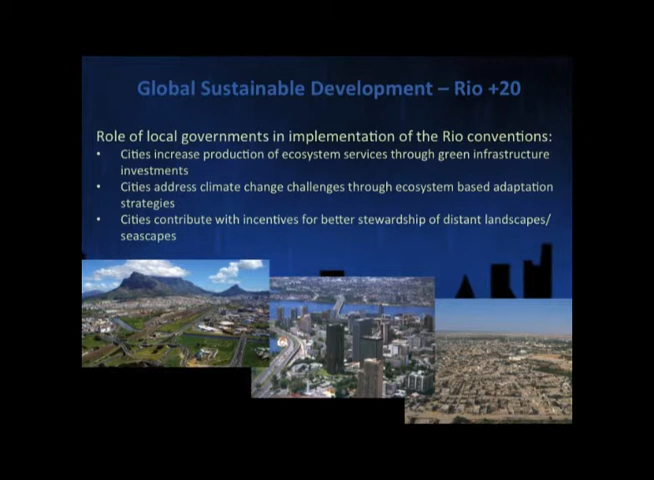 Global Sustainable Development – Rio +20
Role of local governments in implementation of the Rio conventions:
• Cities increase production of ecosystem services through green infrastructure
investments
• Cities address climate change challenges through ecosystem based adaptation
strategies
• Cities contribute with incentives for better stewardship of distant landscapes/
seascapes